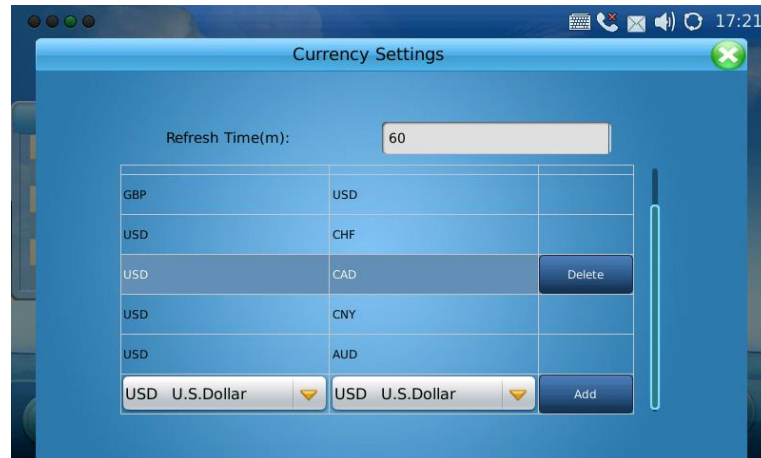 17:21
Currency Settings
Refresh Time(m): 60
GBP USD
USD CHF
USD CAD Delete
USD CNY
USD AUD
USD U.S.Dollar USD U.S.Dollar Add